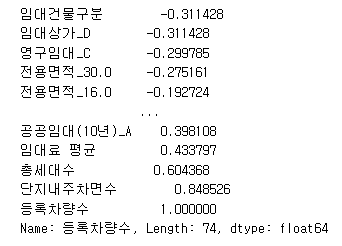 임대건물구분 -0.311428
임대상가_D -0.311428
영구임대_C -0.299785
전용면적_30.0 -0.275161
전용면적_16.0 -0.192724
...
공공임대(10년)_A 0.398108
임대료 평균 0.433797
총세대수 0.604368
단지내주차면수 0.848526
등록차량수 1.000000
Name: 등록차량수, Length: 74, dtype: float64